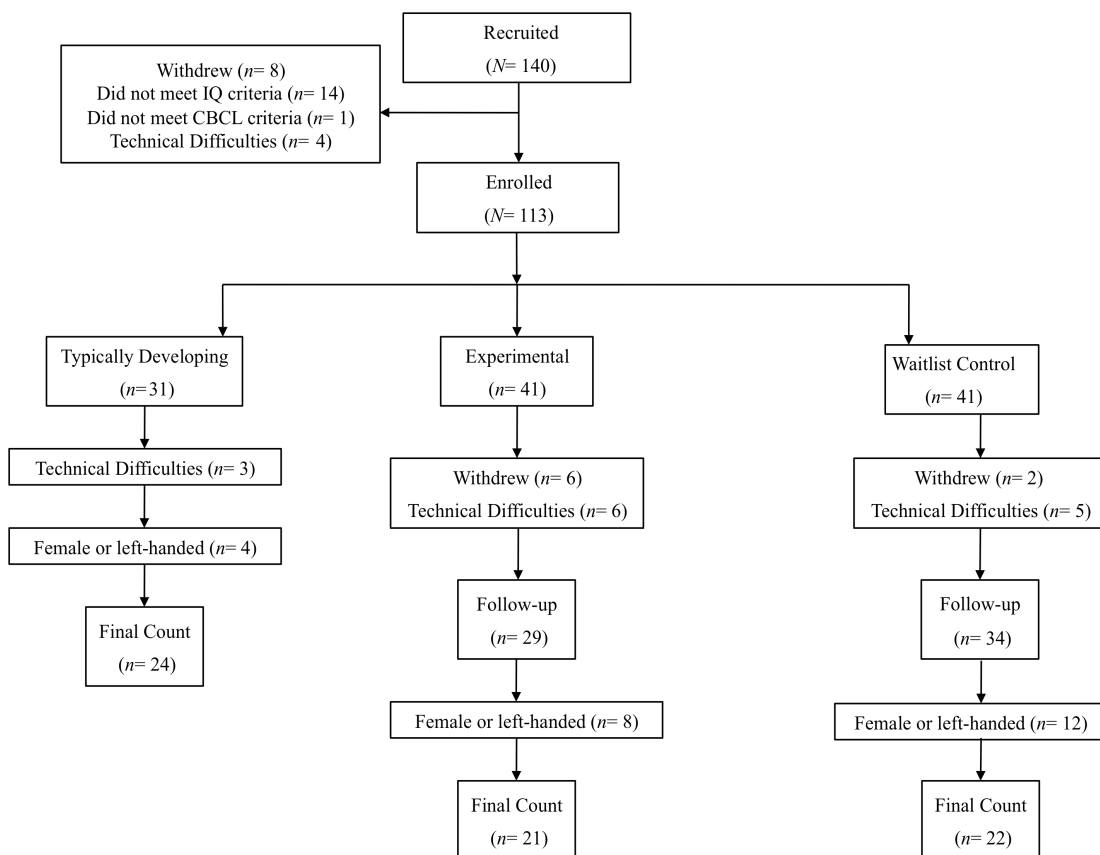 Recruited
(N= 140)
Withdrew (n= 8)
Did not meet IQ criteria (n= 14)
Did not meet CBCL criteria (n= 1)
Technical Difficulties (n= 4)
Enrolled
(N= 113)
Typically Developing
(n=31)
Technical Difficulties (n= 3)
Female or left-handed (n= 4)
Final Count
(n= 24)
Experimental
(n= 41)
Withdrew (n= 6)
Technical Difficulties (n= 6)
Follow-up
(n= 29)
Female or left-handed (n= 8)
Final Count
(n= 21)
Waitlist Control
(n= 41)
Withdrew (n= 2)
Technical Difficulties (n= 5)
Follow-up
(n= 34)
Female or left-handed (n= 12)
Final Count
(n= 22)